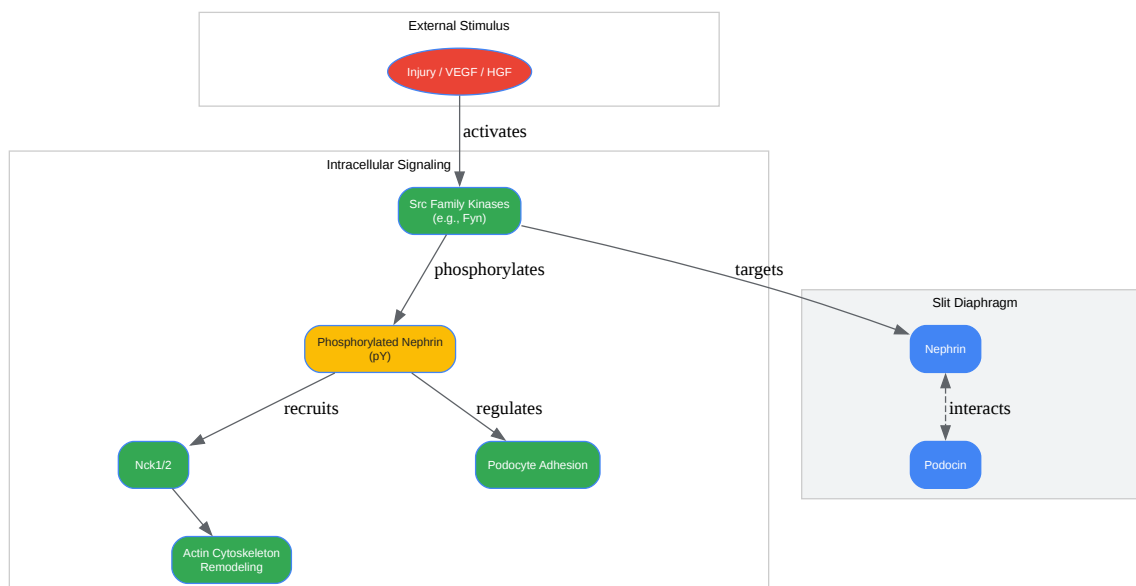 External Stimulus
Injury / VEGF / HGF
activates
Intracellular Signaling
Src Family Kinases
(e.g., Fyn)
phosphorylates
targets
Slit Diaphragm
Phosphorylated Nephrin
(pY)
Nephrin
recruits
regulates
interacts
Nck1/2
Podocyte Adhesion
Podocin
Actin Cytoskeleton
Remodeling